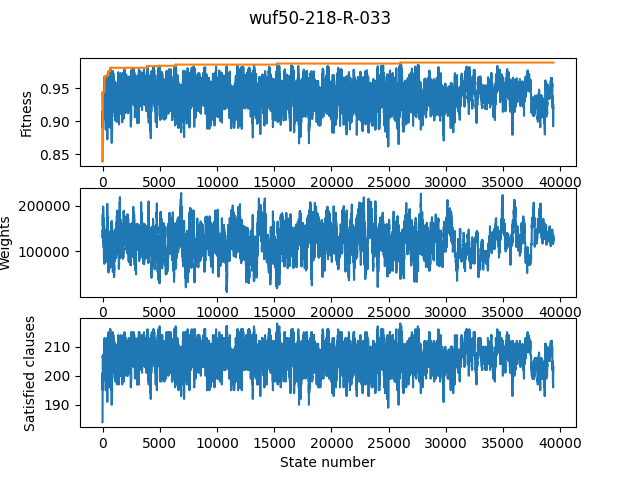 wuf50-218-R-033
Fitness
0.95
0.90
0.85
0 5000 10000 15000 20000 25000 30000 35000 40000
Weights
200000
100000
0 5000 10000 15000 20000 25000 30000 35000 40000
Satisfied clauses
210
200
190
0 5000 10000 15000 20000 25000 30000 35000 40000
State number